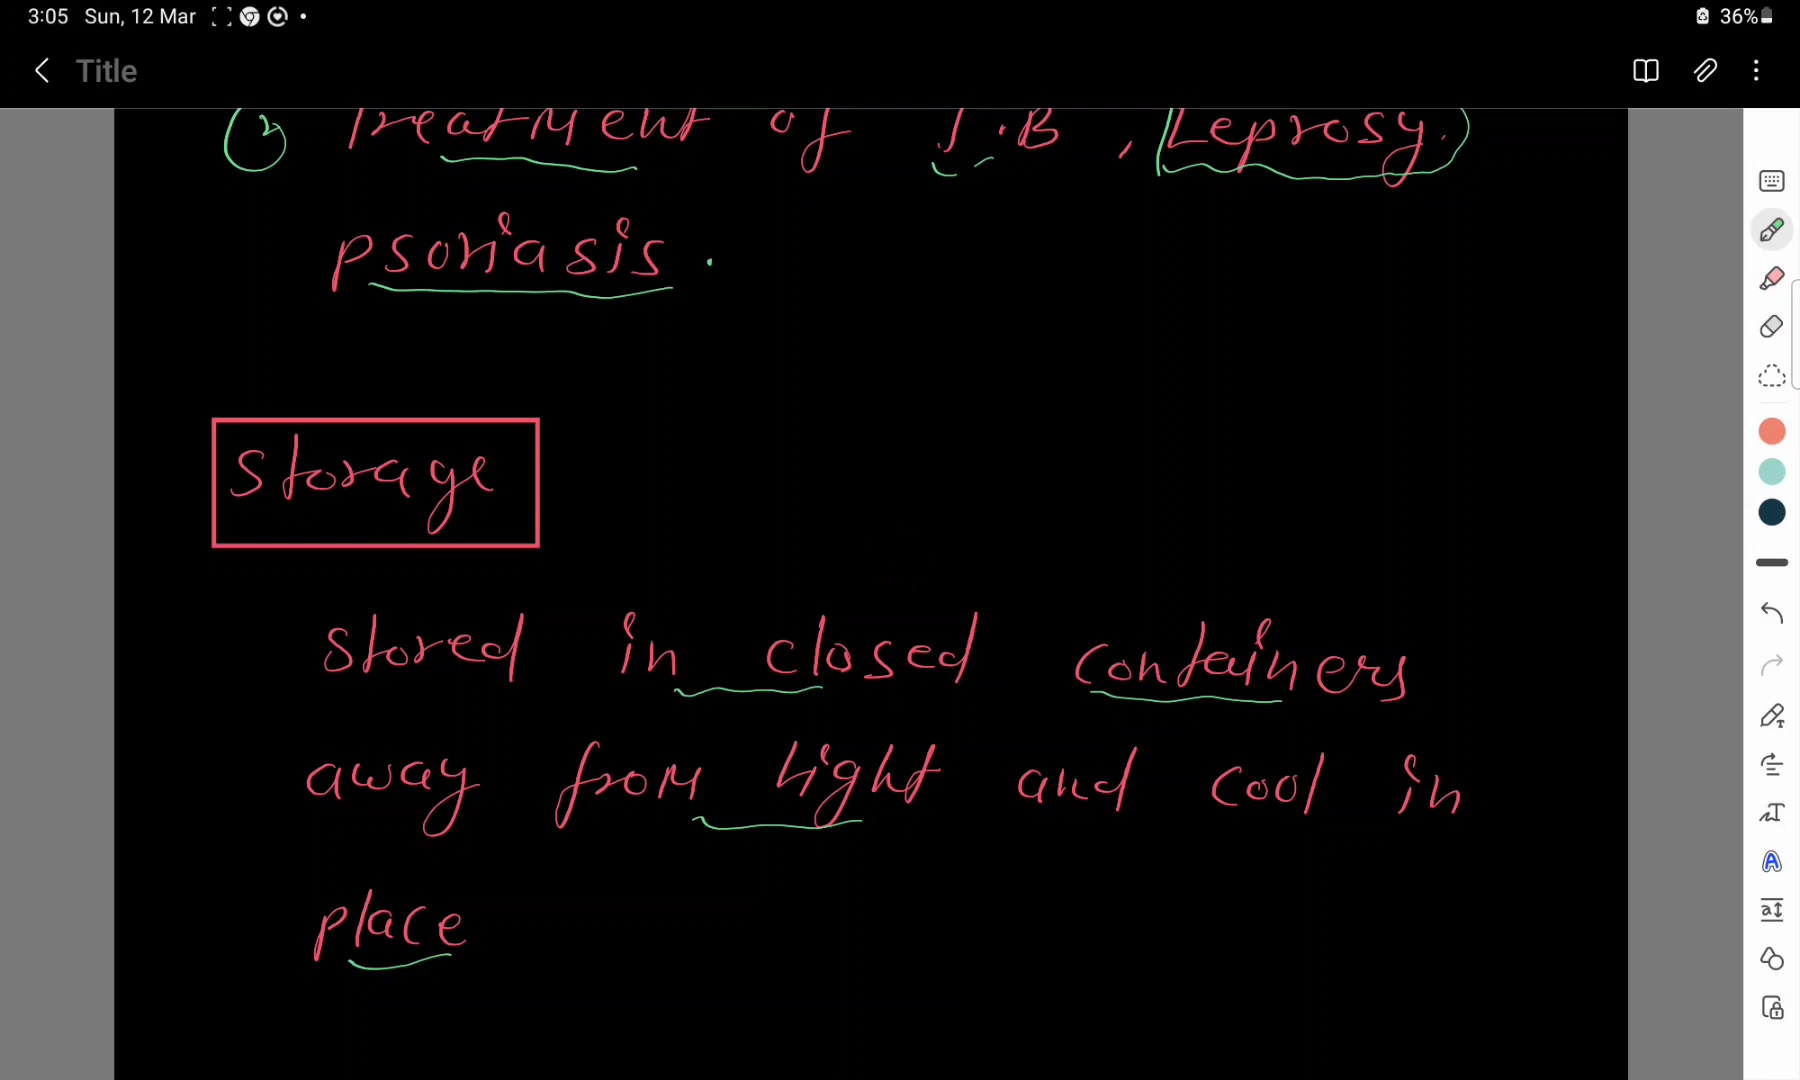 3:05 Sun, 12 Mar 36%
Title
2 Treatment of T.B, Leprosy.
psoriasis.
Storage
Stored in closed containers
away from light and cool in
place